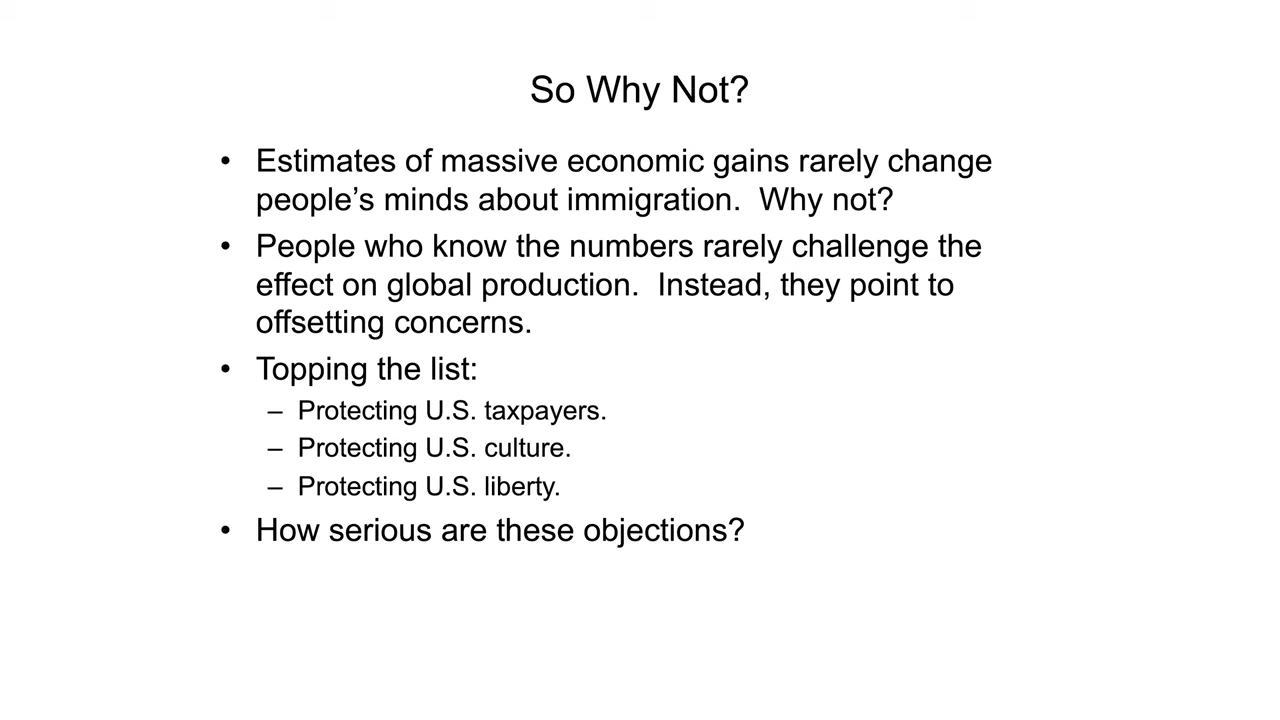 So Why Not?
• Estimates of massive economic gains rarely change
people’s minds about immigration.  Why not?
• People who know the numbers rarely challenge the
effect on global production.  Instead, they point to
offsetting concerns.
• Topping the list:
– Protecting U.S. taxpayers.
– Protecting U.S. culture.
– Protecting U.S. liberty.
• How serious are these objections?